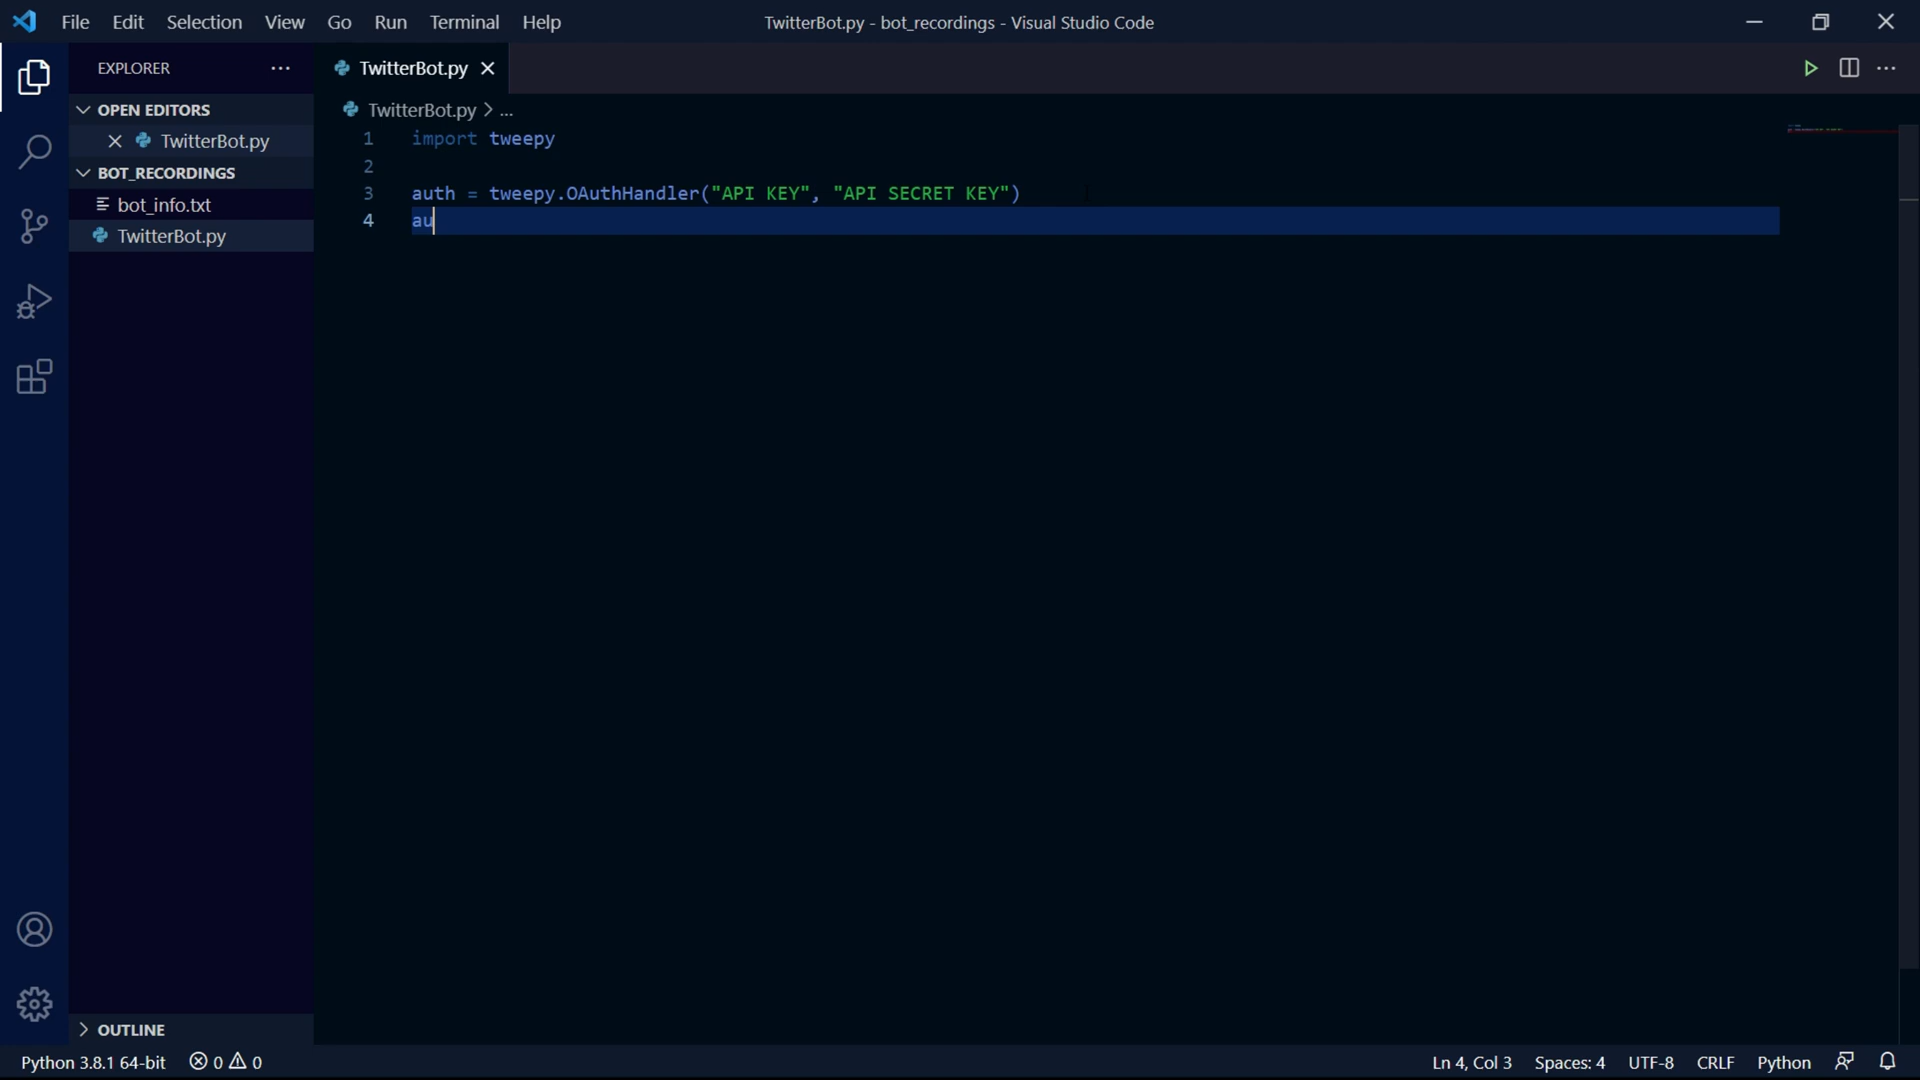 File Edit Selection View Go Run Terminal Help
TwitterBot.py - bot_recordings - Visual Studio Code
EXPLORER ···
TwitterBot.py
OPEN EDITORS
TwitterBot.py
BOT_RECORDINGS
bot_info.txt
TwitterBot.py
TwitterBot.py > ...
1 import tweepy
2
3 auth = tweepy.OAuthHandler("API KEY", "API SECRET KEY")
4 au
OUTLINE
Python 3.8.1 64-bit 0 0
Ln 4, Col 3 Spaces: 4 UTF-8 CRLF Python